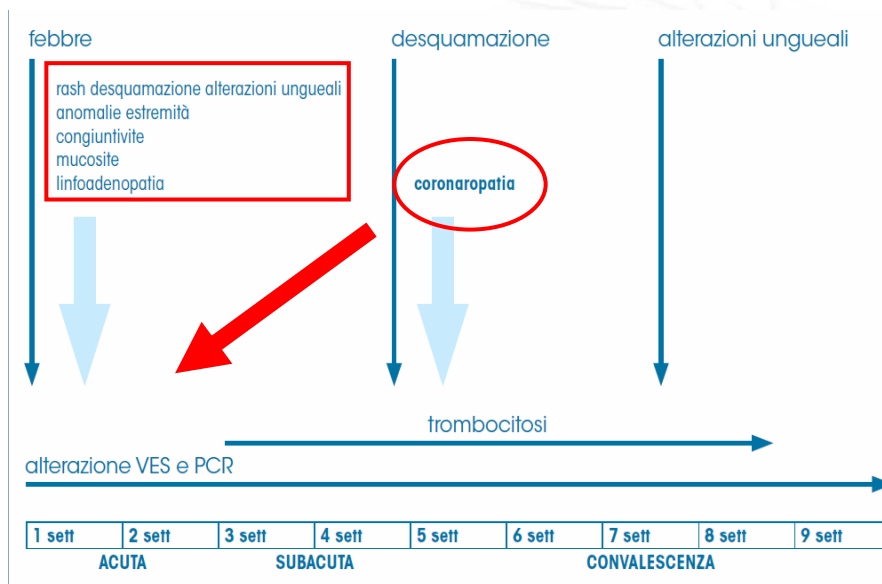 febbre
desquamazione
alterazioni ungueali
rash desquamazione alterazioni ungueali
anomalie estremità
congiuntivite
mucosite
linfoadenopatia
coronaropatia
trombocitosi
alterazione VES e PCR
1 sett 2 sett 3 sett 4 sett 5 sett 6 sett 7 sett 8 sett 9 sett
ACUTA SUBACUTA CONVALESCENZA